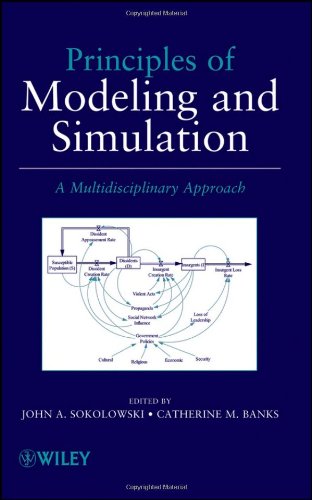 Principles of
Modeling and
Simulation
A Multidisciplinary Approach
Dissident
Appeasement Rate
Susceptible
Population (S)
Dissident
Creation Rate
Dissidents
(D)
Insurgent
Creation Rate
Insurgents (I)
Insurgent Loss
Rate
Violent Acts
Propaganda
Social Network
Influence
Loss of
Leadership
Government
Policies
Cultural
Religious
Economic
Security
EDITED BY
JOHN A. SOKOLOWSKI • CATHERINE M. BANKS
WILEY